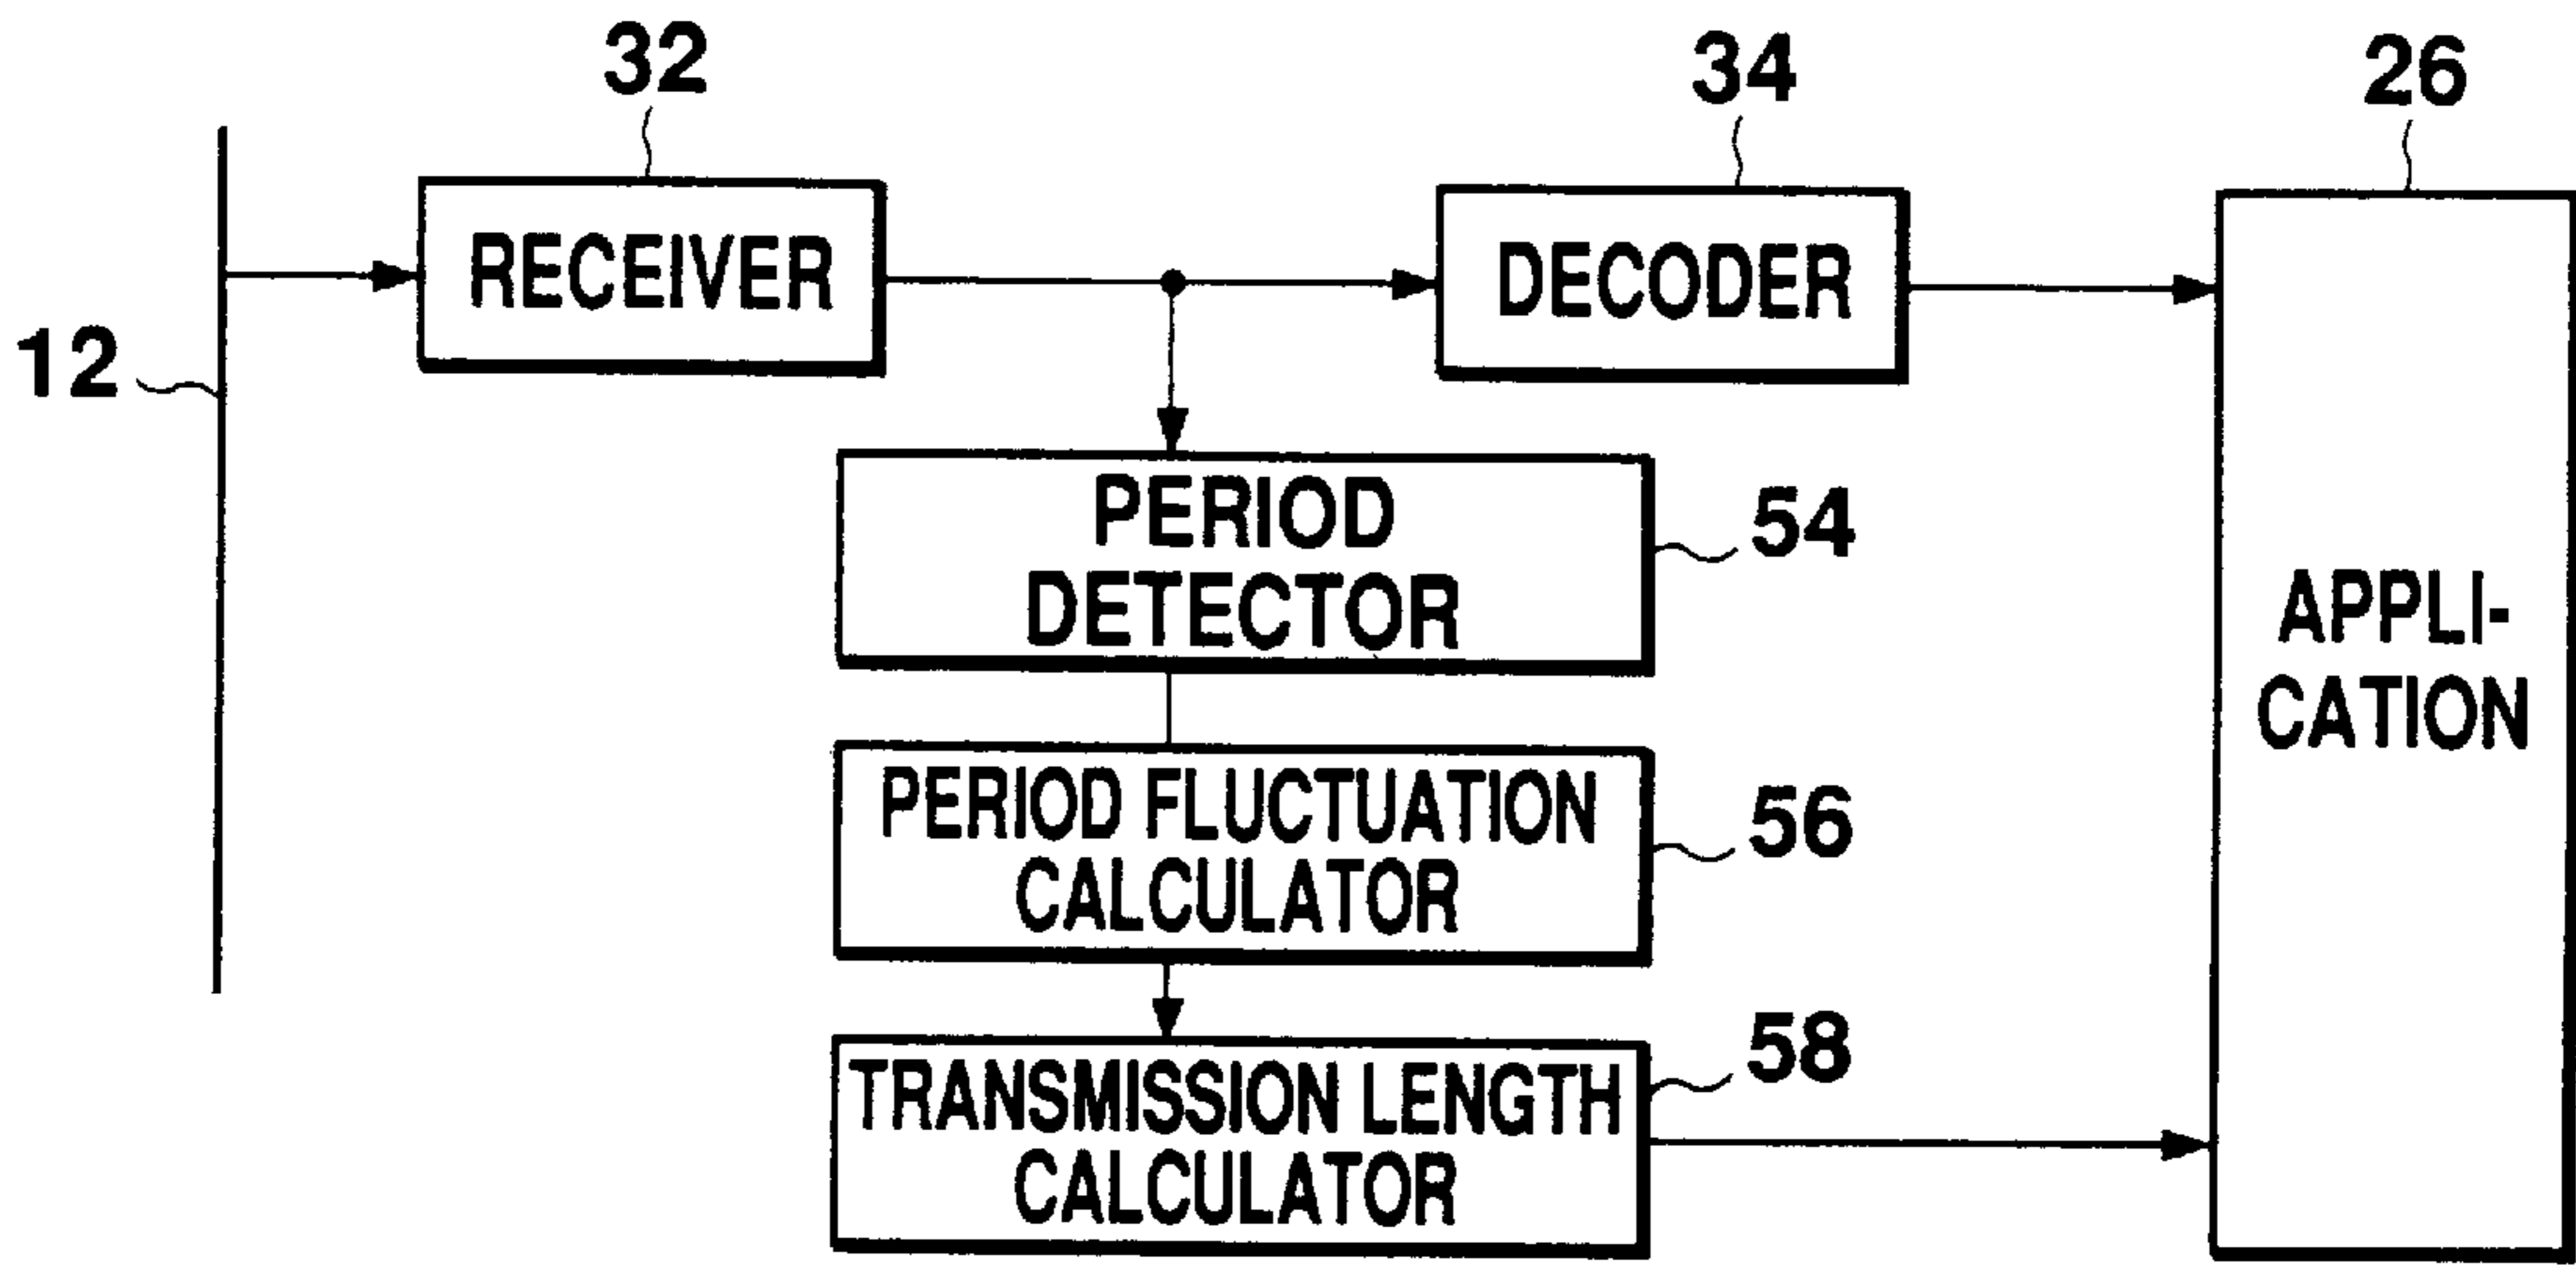 32
34
26
RECEIVER
DECODER
12
PERIOD
DETECTOR
54
APPLI-
CATION
PERIOD FLUCTUATION
CALCULATOR
56
TRANSMISSION LENGTH
CALCULATOR
58